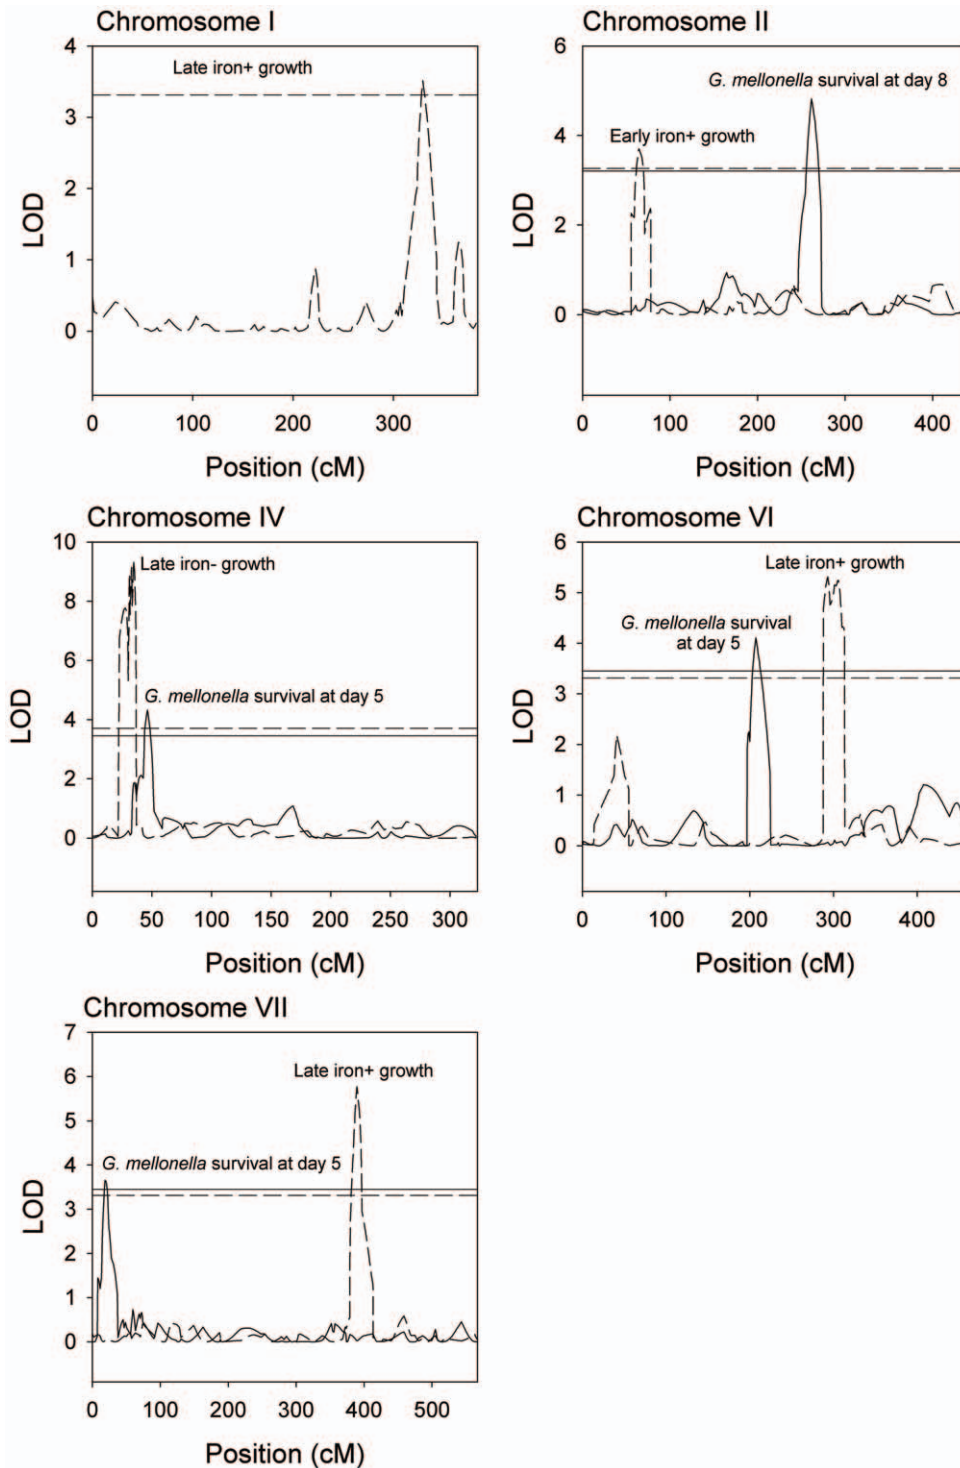 Chromosome I
4
3
2
1
0
LOD
Late iron+ growth
0 100 200 300
Position (cM)
Chromosome II
6
4
2
0
LOD
G. mellonella survival at day 8
Early iron+ growth
0 100 200 300 400
Position (cM)
Chromosome IV
10
8
6
4
2
0
LOD
Late iron- growth
G. mellonella survival at day 5
0 50 100 150 200 250 300
Position (cM)
Chromosome VI
6
5
4
3
2
1
0
LOD
Late iron+ growth
G. mellonella survival
at day 5
0 100 200 300 400
Position (cM)
Chromosome VII
7
6
5
4
3
2
1
0
LOD
Late iron+ growth
G. mellonella survival at day 5
0 100 200 300 400 500
Position (cM)